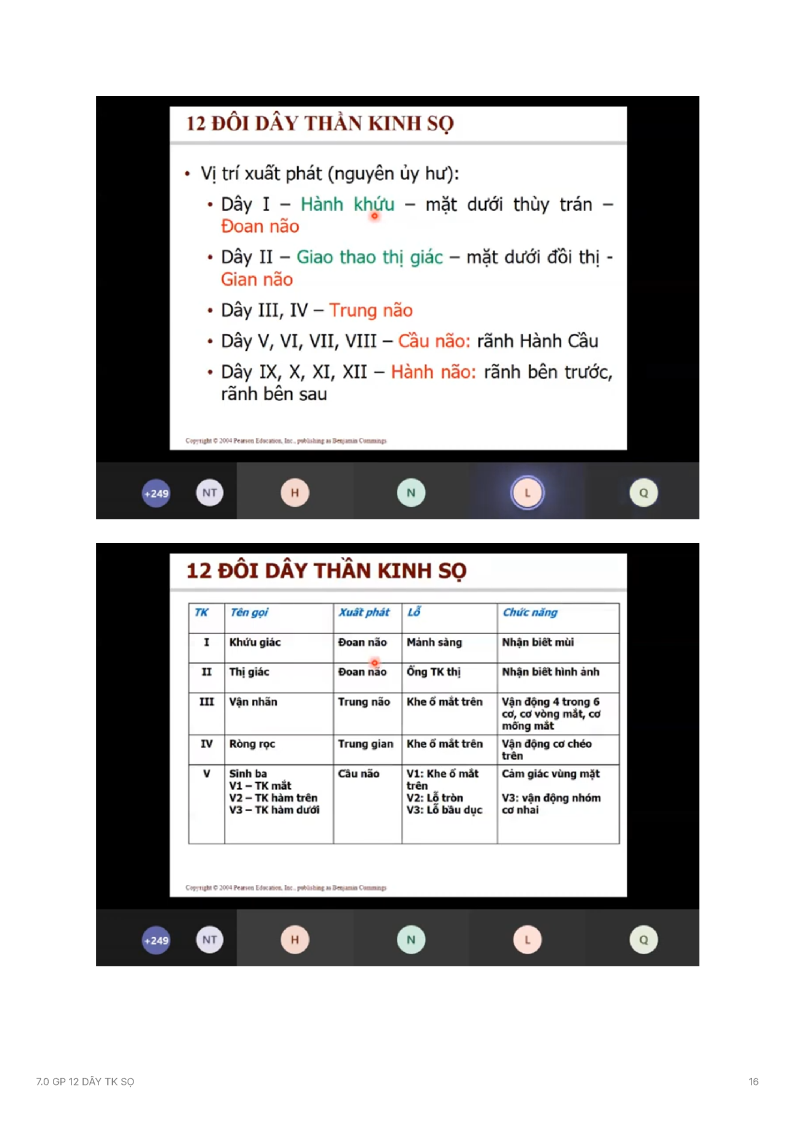 12 ĐÔI DÂY THẦN KINH SỌ
• Vị trí xuất phát (nguyên ủy hư):
• Dây I – Hành khứu – mặt dưới thùy trán –
Đoan não
• Dây II – Giao thao thị giác – mặt dưới đồi thị -
Gian não
• Dây III, IV – Trung não
• Dây V, VI, VII, VIII – Cầu não: rãnh Hành Cầu
• Dây IX, X, XI, XII – Hành não: rãnh bên trước,
rãnh bên sau
Copyright © 2004 Pearson Education, Inc., publishing as Benjamin Cummings
+249 NT H N L Q
12 ĐÔI DÂY THẦN KINH SỌ
TK Tên gọi Xuất phát Lỗ Chức năng
I Khứu giác Đoan não Mảnh sàng Nhận biết mùi
II Thị giác Đoan não Ống TK thị Nhận biết hình ảnh
III Vận nhãn Trung não Khe ổ mắt trên Vận động 4 trong 6
cơ, cơ vòng mắt, cơ
mống mắt
IV Ròng rọc Trung gian Khe ổ mắt trên Vận động cơ chéo
trên
V Sinh ba Cầu não V1: Khe ổ mắt Cảm giác vùng mặt
V1 – TK mắt trên
V2 – TK hàm trên V2: Lỗ tròn V3: vận động nhóm
V3 – TK hàm dưới V3: Lỗ bầu dục cơ nhai
Copyright © 2004 Pearson Education, Inc., publishing as Benjamin Cummings
+249 NT H N L Q
7.0 GP 12 DÂY TK SỌ 16